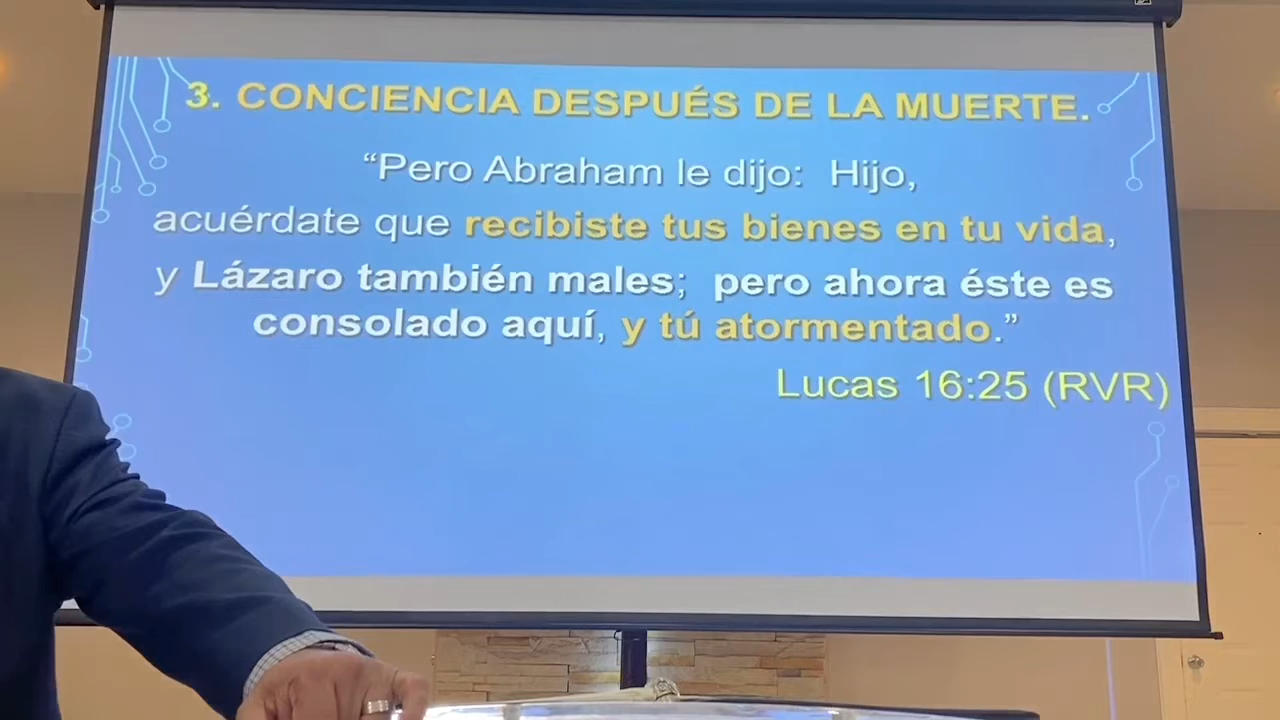 3. CONCIENCIA DESPUÉS DE LA MUERTE.
“Pero Abraham le dijo: Hijo,
acuérdate que recibiste tus bienes en tu vida,
y Lázaro también males; pero ahora éste es
consolado aquí, y tú atormentado.”
Lucas 16:25 (RVR)